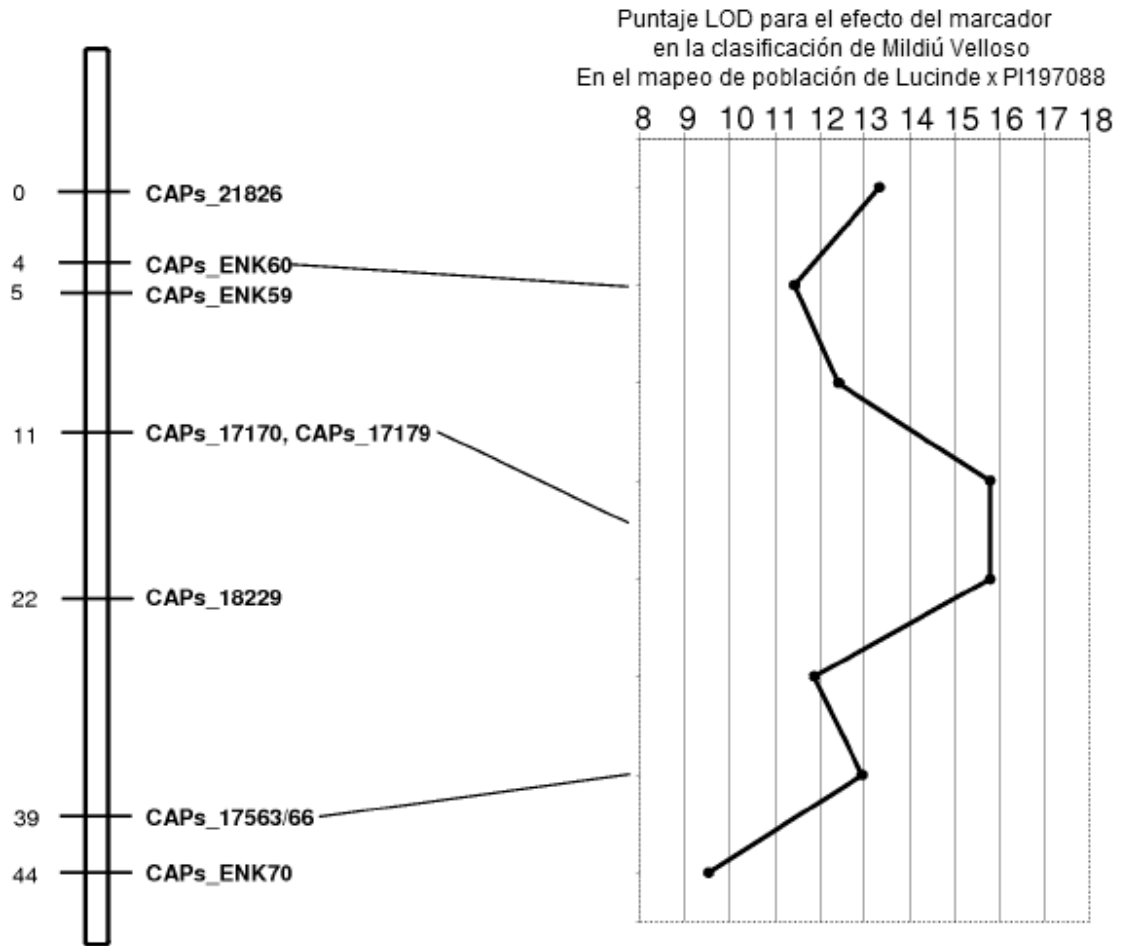 Puntaje LOD para el efecto del marcador
en la clasificación de Mildiú Velloso
En el mapeo de población de Lucinde x PI197088
8 9 10 11 12 13 14 15 16 17 18
0 CAPs_21826
4 CAPs_ENK60
5 CAPs_ENK59
11 CAPs_17170, CAPs_17179
22 CAPs_18229
39 CAPs_17563/66
44 CAPs_ENK70